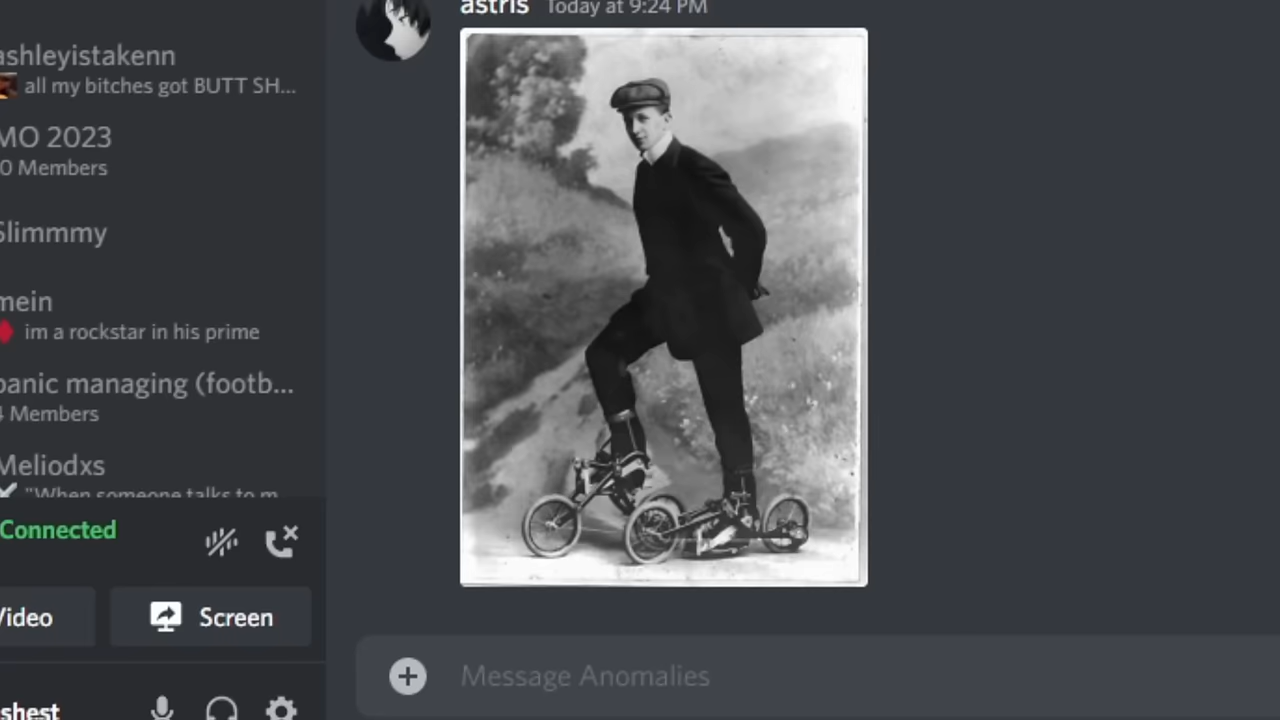 ashleyistakenn
all my bitches got BUTT SH...
MO 2023
0 Members
Slimmmy
mein
im a rockstar in his prime
panic managing (footb...
4 Members
Meliodxs
"When someone talks to m
Connected
Video
Screen
shest
astris Today at 9:24 PM
Message Anomalies